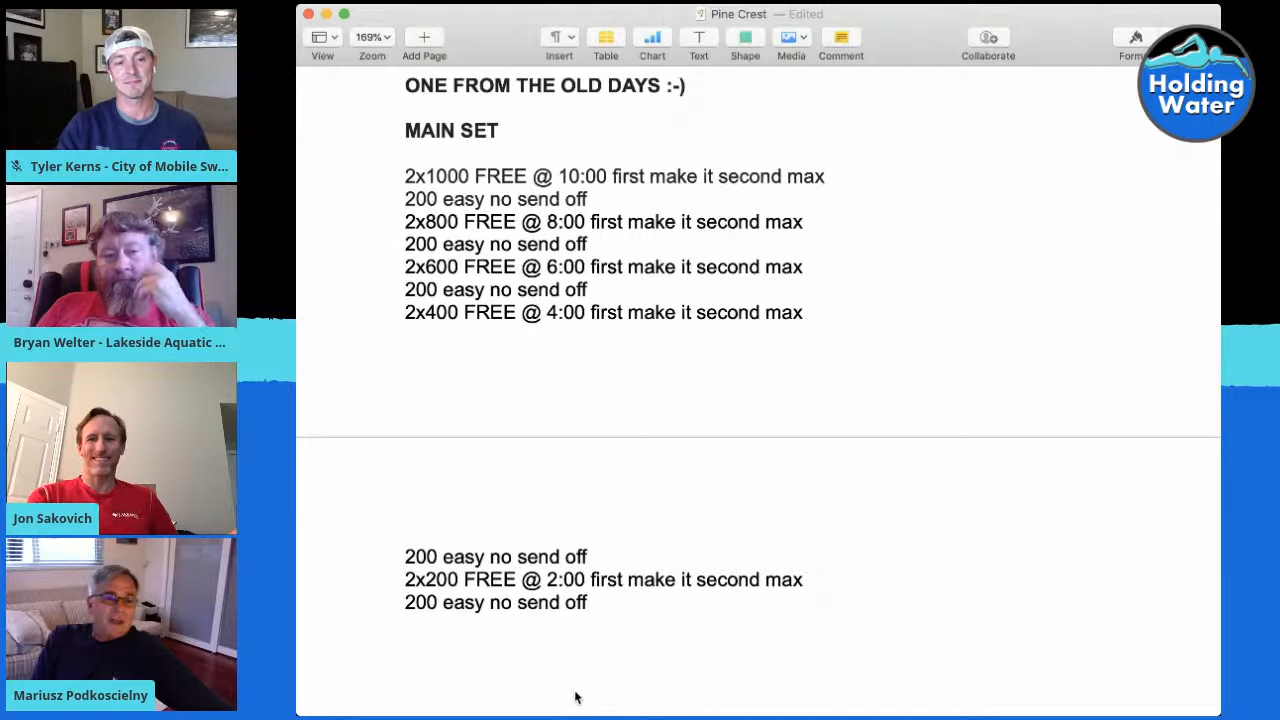 Pine Crest — Edited
169%
View
Zoom
Add Page
Insert
Table
Chart
Text
Shape
Media
Comment
Collaborate
Form
Holding
Water
ONE FROM THE OLD DAYS :-)
MAIN SET
2x1000 FREE @ 10:00 first make it second max
200 easy no send off
2x800 FREE @ 8:00 first make it second max
200 easy no send off
2x600 FREE @ 6:00 first make it second max
200 easy no send off
2x400 FREE @ 4:00 first make it second max
200 easy no send off
2x200 FREE @ 2:00 first make it second max
200 easy no send off
Tyler Kerns - City of Mobile Sw...
Bryan Welter - Lakeside Aquatic ...
Jon Sakovich
Mariusz Podkoscielny